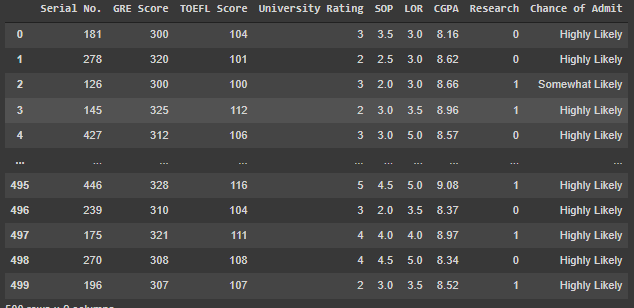 Serial No. GRE Score TOEFL Score University Rating SOP LOR CGPA Research Chance of Admit
0 181 300 104 3 3.5 3.0 8.16 0 Highly Likely
1 278 320 101 2 2.5 3.0 8.62 0 Highly Likely
2 126 300 100 3 2.0 3.0 8.66 1 Somewhat Likely
3 145 325 112 2 3.0 3.5 8.96 1 Highly Likely
4 427 312 106 3 3.0 5.0 8.57 0 Highly Likely
... ... ... ... ... ... ... ... ... ...
495 446 328 116 5 4.5 5.0 9.08 1 Highly Likely
496 239 310 104 3 2.0 3.5 8.37 0 Highly Likely
497 175 321 111 4 4.0 4.0 8.97 1 Highly Likely
498 270 308 108 4 4.5 5.0 8.34 0 Highly Likely
499 196 307 107 2 3.0 3.5 8.52 1 Highly Likely